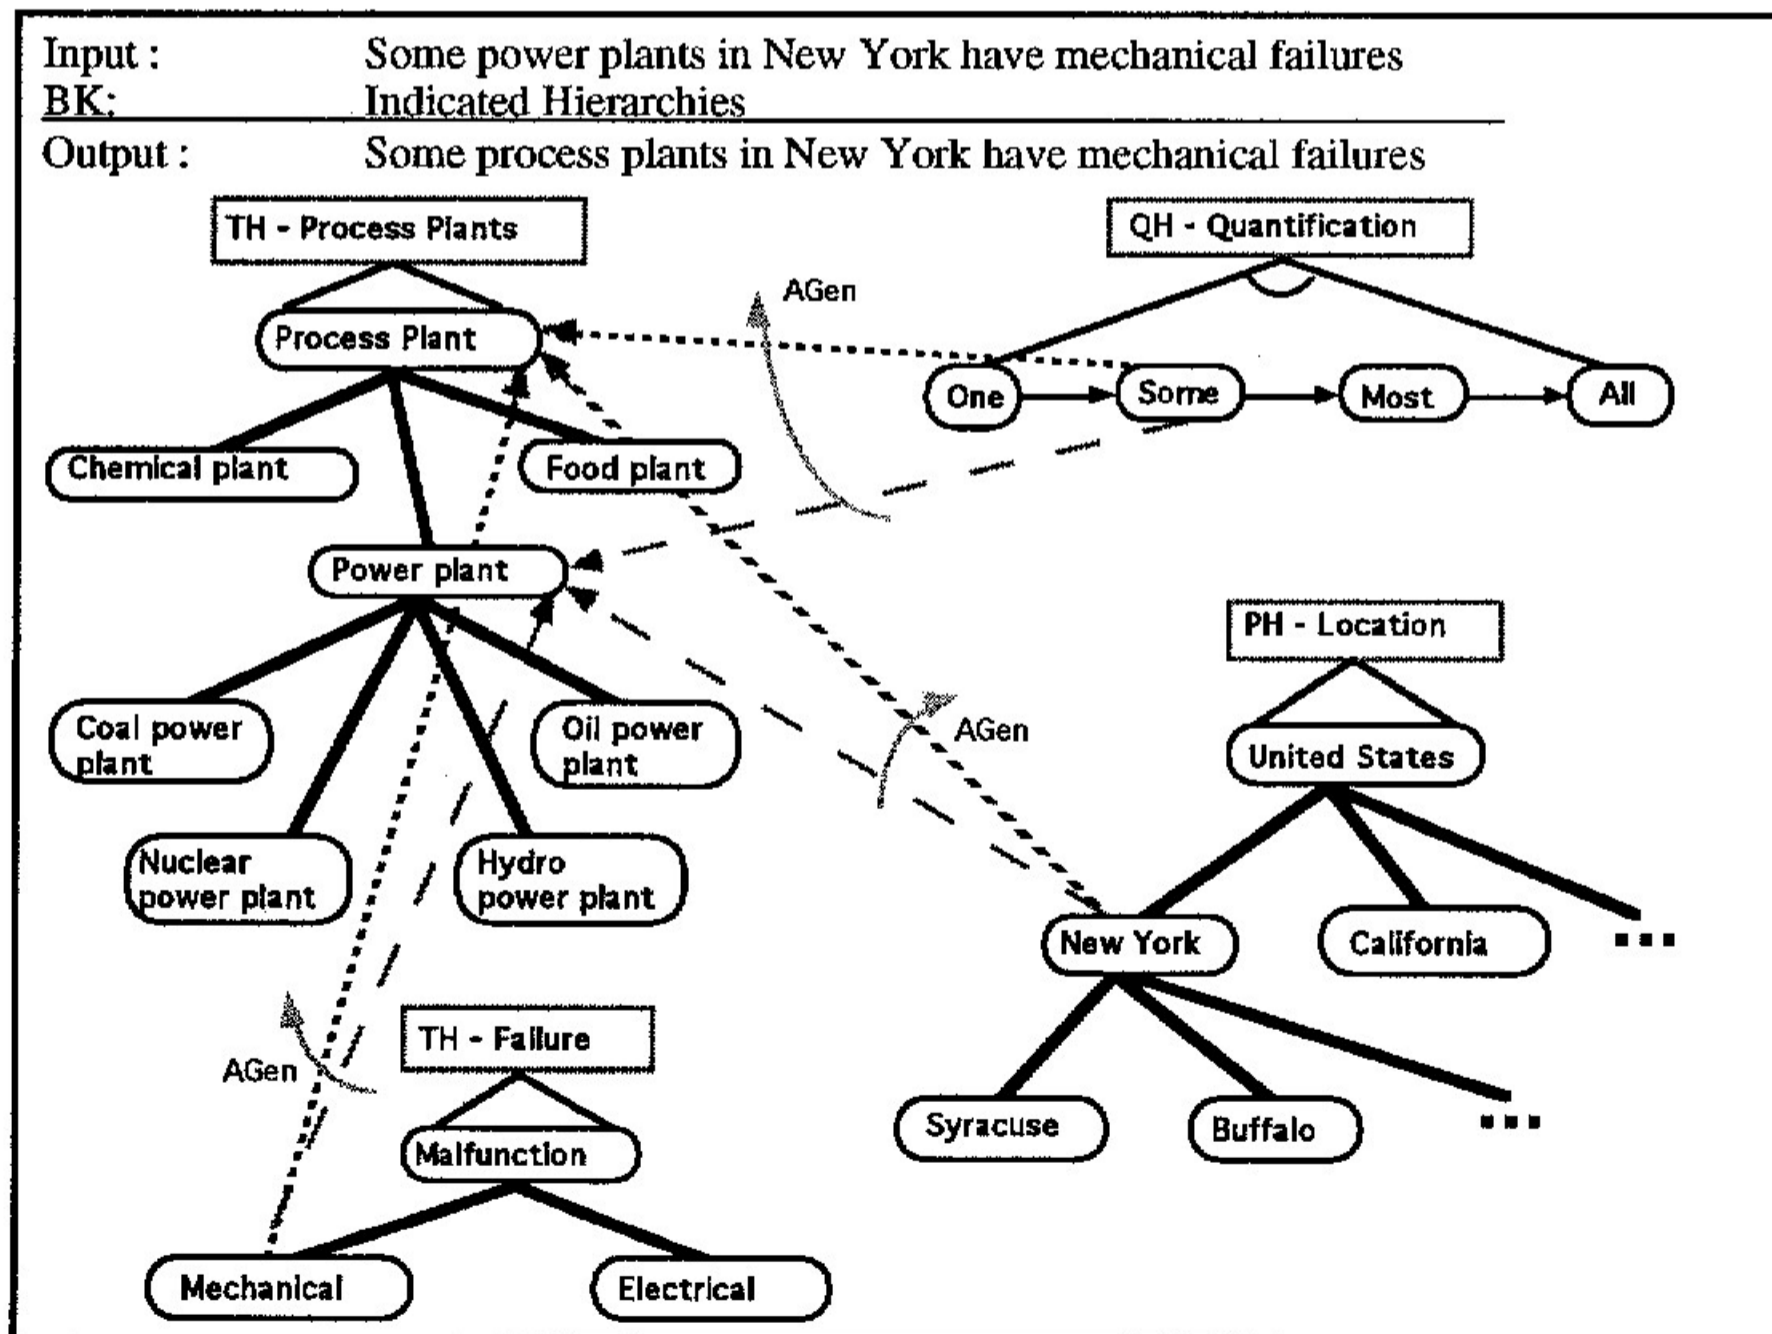 Input : Some power plants in New York have mechanical failures
BK: Indicated Hierarchies
Output : Some process plants in New York have mechanical failures
TH - Process Plants
QH - Quantification
AGen
Process Plant
One
Some
Most
All
Chemical plant
Food plant
Power plant
PH - Location
Coal power
plant
Oil power
plant
AGen
United States
Nuclear
power plant
Hydro
power plant
New York
California
...
TH - Failure
AGen
Syracuse
Buffalo
...
Malfunction
Mechanical
Electrical